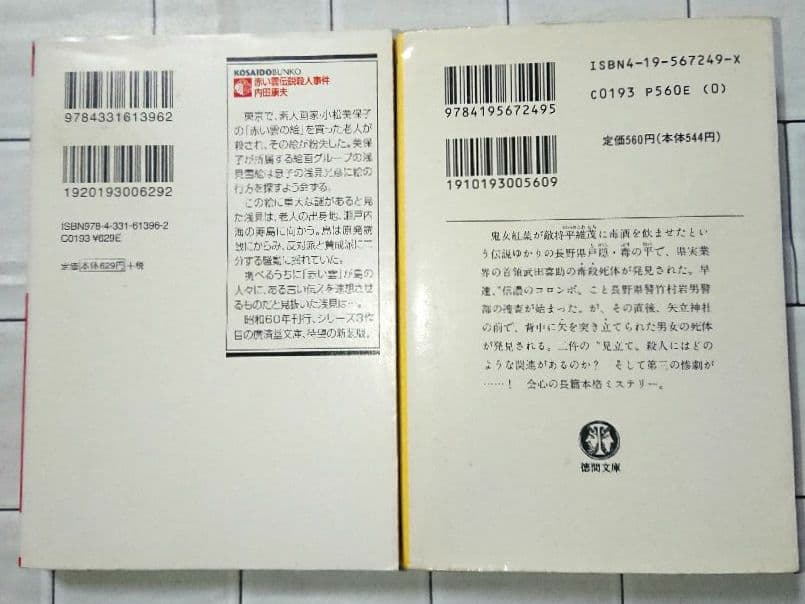 9784331613962
1920193006292
ISBN978-4-331-61396-2
C0193 ¥629E
定価 本体629円 +税
KOSAIDO BUNKO
赤い雲伝説殺人事件
内田康夫
東京で、素人画家・小松美保子
の「赤い雲の絵」を買った老人が
殺され、その絵が紛失した。美保
子が所属する絵画グループの浅
見雪絵は息子の浅見光彦に絵の
行方を探すよう命ずる。
この絵に重大な謎があると見
た浅見は、老人の出身地、瀬戸内
海の寿島に向かう。島は原発誘
致にからみ、反対派と賛成派に二
分する騒動に揺れていた。
調べるうちに「赤い雲」が島の
人々に、ある言い伝えを連想させ
るものだと見抜いた浅見は…。
昭和60年刊行、シリーズ3作
目の廣済堂文庫、待望の新装版。
9784195672495
1910193005609
ISBN4-19-567249-X
C0193 P560E (0)
定価560円(本体544円)
鬼女紅葉が敵将平維茂に毒酒を飲ませたとい
う伝説ゆかりの長野県戸隠・毒の平で、県実業
界の首領武田喜助の毒殺死体が発見された。早
速、〝信濃のコロンボ〟こと長野県警竹村岩男警
部の捜査が始まった。が、その直後、矢立神社
の前で、背中に矢を突き立てられた男女の死体
が発見される。二件の〝見立て〟殺人にはどの
ような関連があるのか? そして第三の惨劇が
……! 会心の長篇本格ミステリー。
徳間文庫